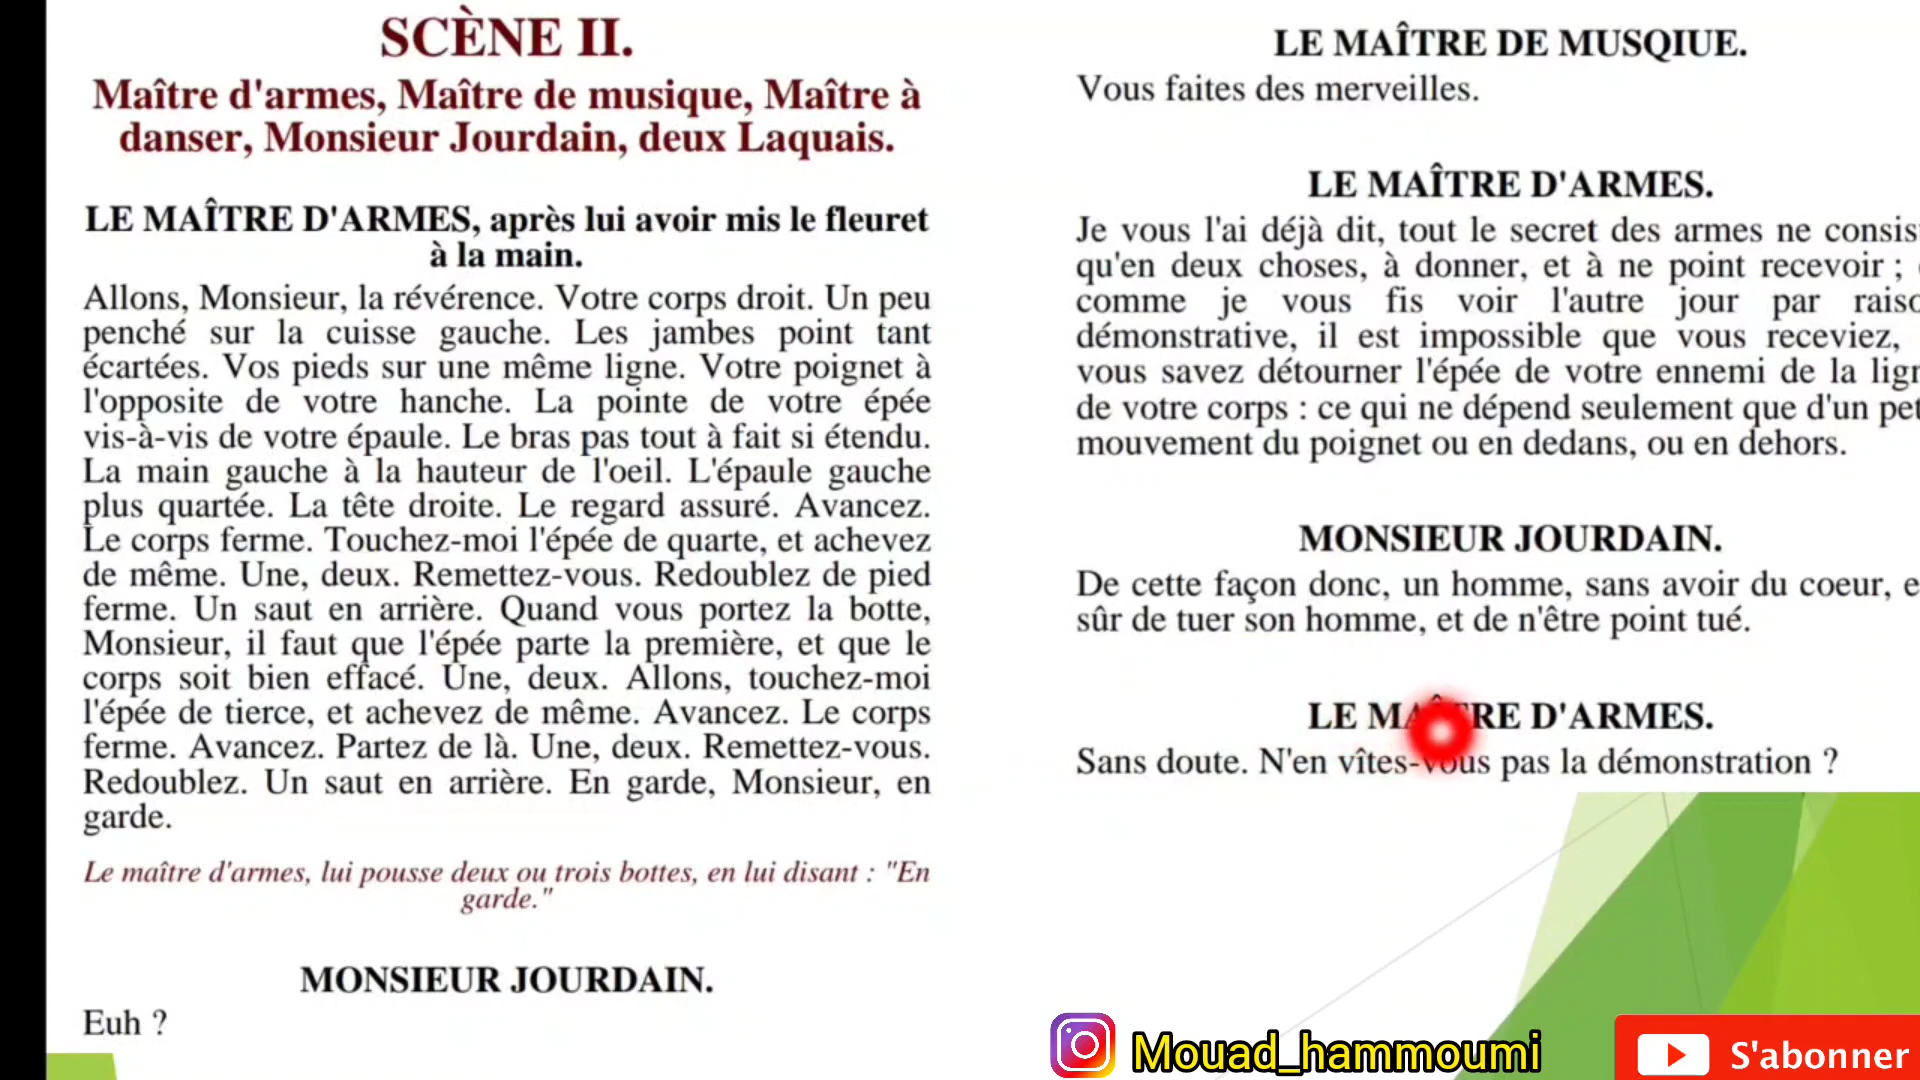 SCÈNE II.
Maître d'armes, Maître de musique, Maître à
danser, Monsieur Jourdain, deux Laquais.
LE MAÎTRE D'ARMES, après lui avoir mis le fleuret
à la main.
Allons, Monsieur, la révérence. Votre corps droit. Un peu
penché sur la cuisse gauche. Les jambes point tant
écartées. Vos pieds sur une même ligne. Votre poignet à
l'opposite de votre hanche. La pointe de votre épée
vis-à-vis de votre épaule. Le bras pas tout à fait si étendu.
La main gauche à la hauteur de l'oeil. L'épaule gauche
plus quartée. La tête droite. Le regard assuré. Avancez.
Le corps ferme. Touchez-moi l'épée de quarte, et achevez
de même. Une, deux. Remettez-vous. Redoublez de pied
ferme. Un saut en arrière. Quand vous portez la botte,
Monsieur, il faut que l'épée parte la première, et que le
corps soit bien effacé. Une, deux. Allons, touchez-moi
l'épée de tierce, et achevez de même. Avancez. Le corps
ferme. Avancez. Partez de là. Une, deux. Remettez-vous.
Redoublez. Un saut en arrière. En garde, Monsieur, en
garde.
Le maître d'armes, lui pousse deux ou trois bottes, en lui disant : "En
garde."
MONSIEUR JOURDAIN.
Euh ?
LE MAÎTRE DE MUSQIUE.
Vous faites des merveilles.
LE MAÎTRE D'ARMES.
Je vous l'ai déjà dit, tout le secret des armes ne consis
qu'en deux choses, à donner, et à ne point recevoir ;
comme je vous fis voir l'autre jour par raiso
démonstrative, il est impossible que vous receviez,
vous savez détourner l'épée de votre ennemi de la lign
de votre corps : ce qui ne dépend seulement que d'un pet
mouvement du poignet ou en dedans, ou en dehors.
MONSIEUR JOURDAIN.
De cette façon donc, un homme, sans avoir du coeur, e
sûr de tuer son homme, et de n'être point tué.
LE MAÎTRE D'ARMES.
Sans doute. N'en vîtes-vous pas la démonstration ?
Mouad_hammoumi
S'abonner